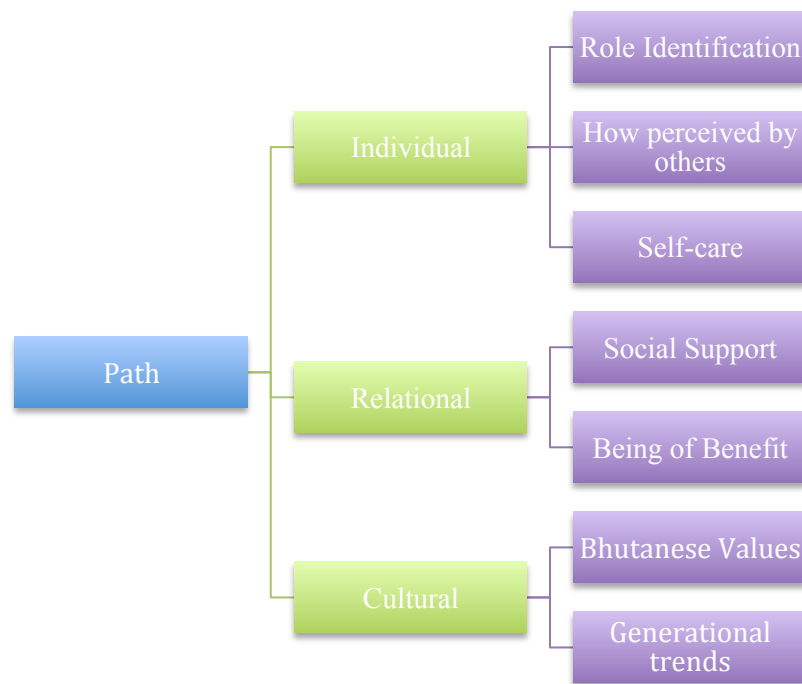 Path
Individual
Role Identification
How perceived by
others
Self-care
Relational
Social Support
Being of Benefit
Cultural
Bhutanese Values
Generational
trends